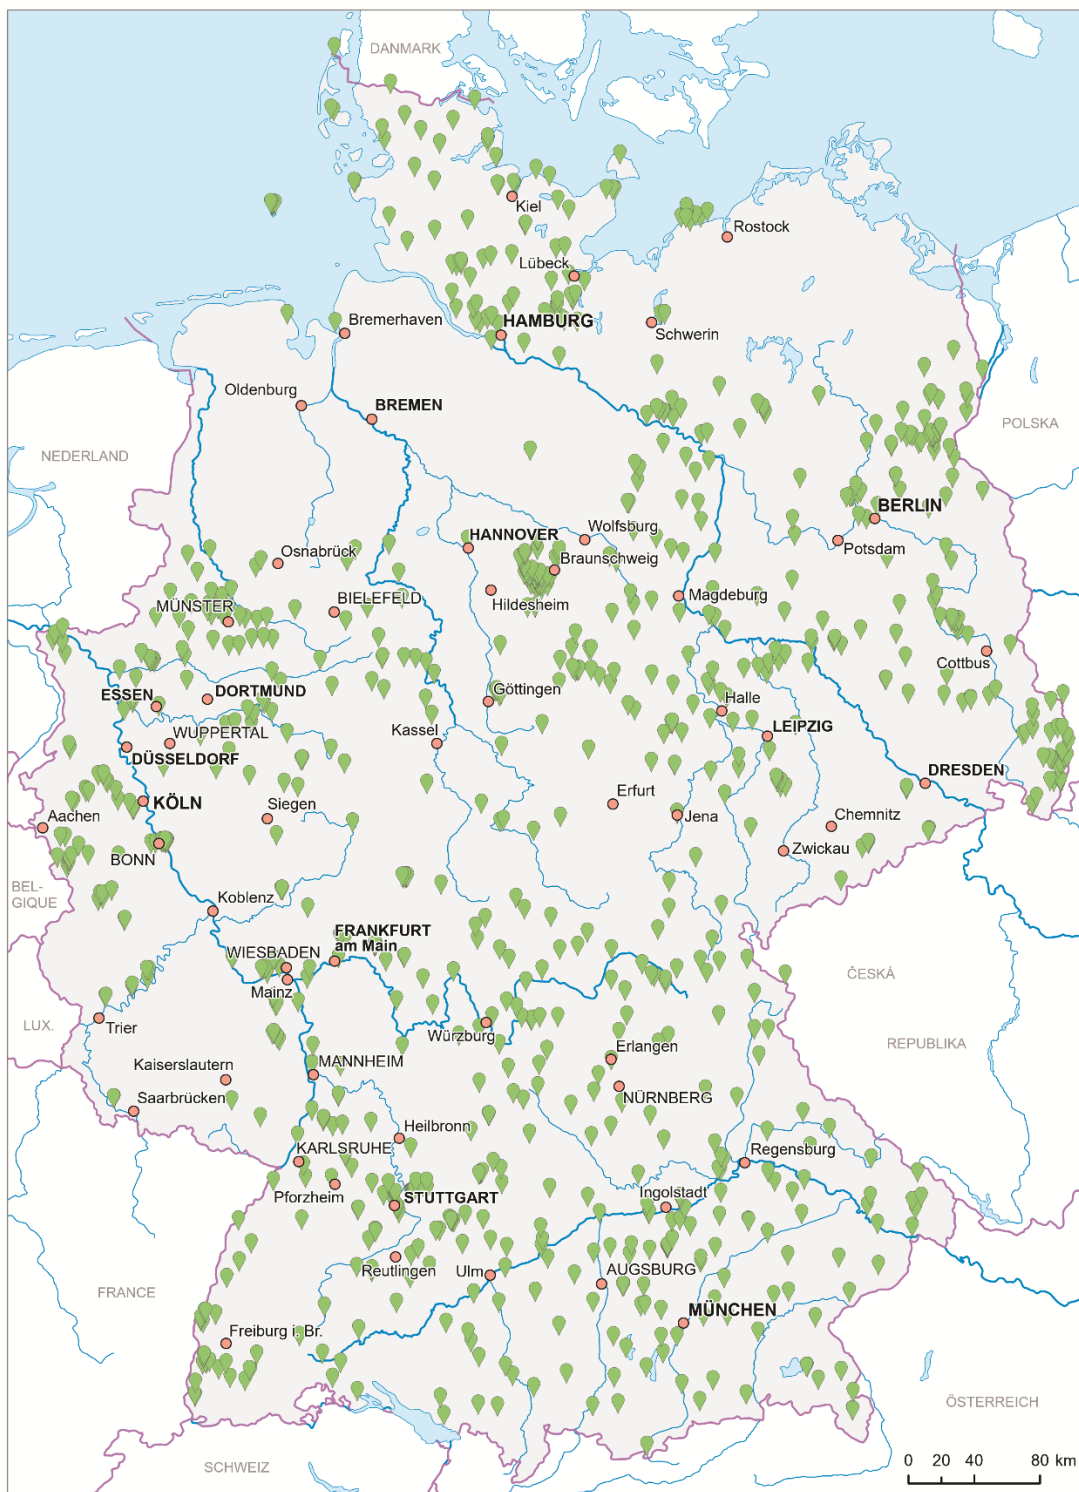 DANMARK
Kiel
Rostock
Lübeck
HAMBURG
Schwerin
Bremerhaven
Oldenburg
BREMEN
POLSKA
NEDERLAND
BERLIN
Wolfsburg
HANNOVER
Potsdam
Osnabrück
Braunschweig
Hildesheim
Magdeburg
MÜNSTER
BIELEFELD
Cottbus
ESSEN
DORTMUND
Göttingen
Halle
WUPPERTAL
Kassel
LEIPZIG
DÜSSELDORF
DRESDEN
KÖLN
Siegen
Erfurt
Aachen
Jena
Chemnitz
BONN
Zwickau
BEL-
GIQUE
Koblenz
FRANKFURT
am Main
WIESBADEN
ČESKÁ
Mainz
LUX.
Trier
Würzburg
REPUBLIKA
Erlangen
Kaiserslautern
MANNHEIM
NÜRNBERG
Saarbrücken
Heilbronn
KARLSRUHE
Regensburg
Pforzheim
STUTTGART
Ingolstadt
Reutlingen
Ulm
AUGSBURG
FRANCE
MÜNCHEN
Freiburg i. Br.
ÖSTERREICH
SCHWEIZ
0 20 40 80 km